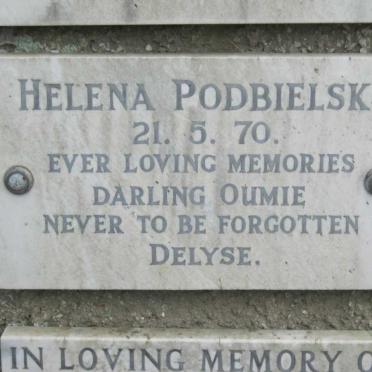 HELENA PODBIELSK
21. 5. 70.
EVER LOVING MEMORIES
DARLING OUMIE
NEVER TO BE FORGOTTEN
DELYSE.
IN LOVING MEMORY O